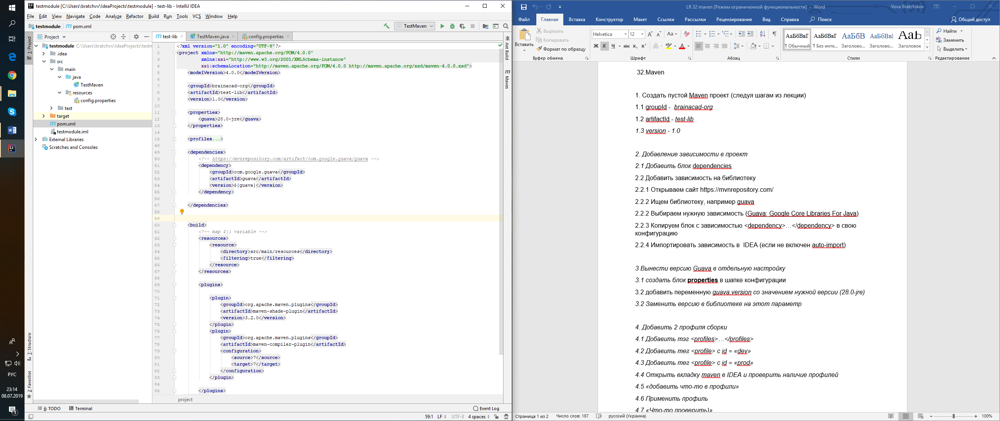 testmodule [C:\Users\bratchvv\IdeaProjects\testmodule] - test-lib - IntelliJ IDEA
File Edit View Navigate Code Analyze Refactor Build Run Tools VCS Window Help
testmodule pom.xml
TestMaven
1: Project
Project
testmodule C:\Users\bratchvv\IdeaProjects\testn
.idea
src
main
java
TestMaven
resources
config.properties
test
target
pom.xml
testmodule.iml
External Libraries
Scratches and Consoles
7: Structure
2: Favorites
test-lib TestMaven.java config.properties
1 <?xml version="1.0" encoding="UTF-8"?>
2 <project xmlns="http://maven.apache.org/POM/4.0.0"
3 xmlns:xsi="http://www.w3.org/2001/XMLSchema-instance"
4 xsi:schemaLocation="http://maven.apache.org/POM/4.0.0 http://maven.apache.org/xsd/maven-4.0.0.xsd">
5 <modelVersion>4.0.0</modelVersion>
6
7 <groupId>brainacad-org</groupId>
8 <artifactId>test-lib</artifactId>
9 <version>1.0</version>
10
11 <properties>
12 <guava>28.0-jre</guava>
13 </properties>
14
15 <profiles...>
48
49 <dependencies>
50 <!-- https://mvnrepository.com/artifact/com.google.guava/guava -->
51 <dependency>
52 <groupId>com.google.guava</groupId>
53 <artifactId>guava</artifactId>
54 <version>${guava}</version>
55 </dependency>
56
57 </dependencies>
58
59
60 <build>
61 <!-- map ${} variable -->
62 <resources>
63 <resource>
64 <directory>src/main/resources</directory>
65 <filtering>true</filtering>
66 </resource>
67 </resources>
68
69 <plugins>
70
71 <plugin>
72 <groupId>org.apache.maven.plugins</groupId>
73 <artifactId>maven-shade-plugin</artifactId>
74 <version>3.2.0</version>
75 </plugin>
76 <plugin>
77 <groupId>org.apache.maven.plugins</groupId>
78 <artifactId>maven-compiler-plugin</artifactId>
79 <configuration>
80 <source>7</source>
81 <target>7</target>
82 </configuration>
83 </plugin>
84
85 </plugins>
project
Ant Build
Maven
6: TODO Terminal Event Log
59:1 LF UTF-8 4 spaces
РУС
23:14
08.07.2019
1
LR 32 maven [Режим ограниченной функциональности] - Word Vova Bratchikov
Файл Главная Вставка Конструктор Макет Ссылки Рассылки Рецензирование Вид Справка Поиск Общий доступ
Вставить
Вырезать
Копировать
Формат по образцу
Буфер обмена
Helvetica 12
Ж К Ч abc x₂ x²
Шрифт
Абзац
АаБбВвГ АаБбВвГ АаБбВ АаБбВвІ АаЬ
¶ Обычный ¶ Без инте... Заголово... Заголово... Заголовок
Стили
Найти
Заменить
Выделить
Редактирование
32.Maven
1. Создать пустой Maven проект (следуя шагам из лекции)
1.1 groupId - brainacad-org
1.2 artifactId - test-lib
1.3 version - 1.0
2. Добавление зависимости в проект
2.1 Добавить блок dependencies
2.2 Добавить зависимость на библиотеку
2.2.1 Открываем сайт https://mvnrepository.com/
2.2.2 Ищем библиотеку, например guava
2.2.2 Выбираем нужную зависимость (Guava: Google Core Libraries For Java)
2.2.3 Копируем блок с зависимостью <dependency>…</dependency> в свою
конфигурацию
2.2.4 Импортировать зависимость в IDEA (если не включен auto-import)
3 Вынести версию Guava в отдельную настройку
3.1 создать блок properties в шапке конфигурации
3.2 добавить переменную guava.version со значением нужной версии (28.0-jre)
3.2 Заменить версию в библиотеке на этот параметр
4. Добавить 2 профиля сборки
4.1 Добавить тэг <profiles>…</profiles>
4.2 Добавить тег <profile> с id = «dev»
4.3 Добавить тег <profile> с id = «prod»
4.4 Открыть вкладку maven в IDEA и проверить наличие профилей
4.5 «добавить что-то в профили»
4.6 Применить профиль
4.7 «Что-то проверить)»
Страница 1 из 2 Число слов: 187 русский (Украина) 100%